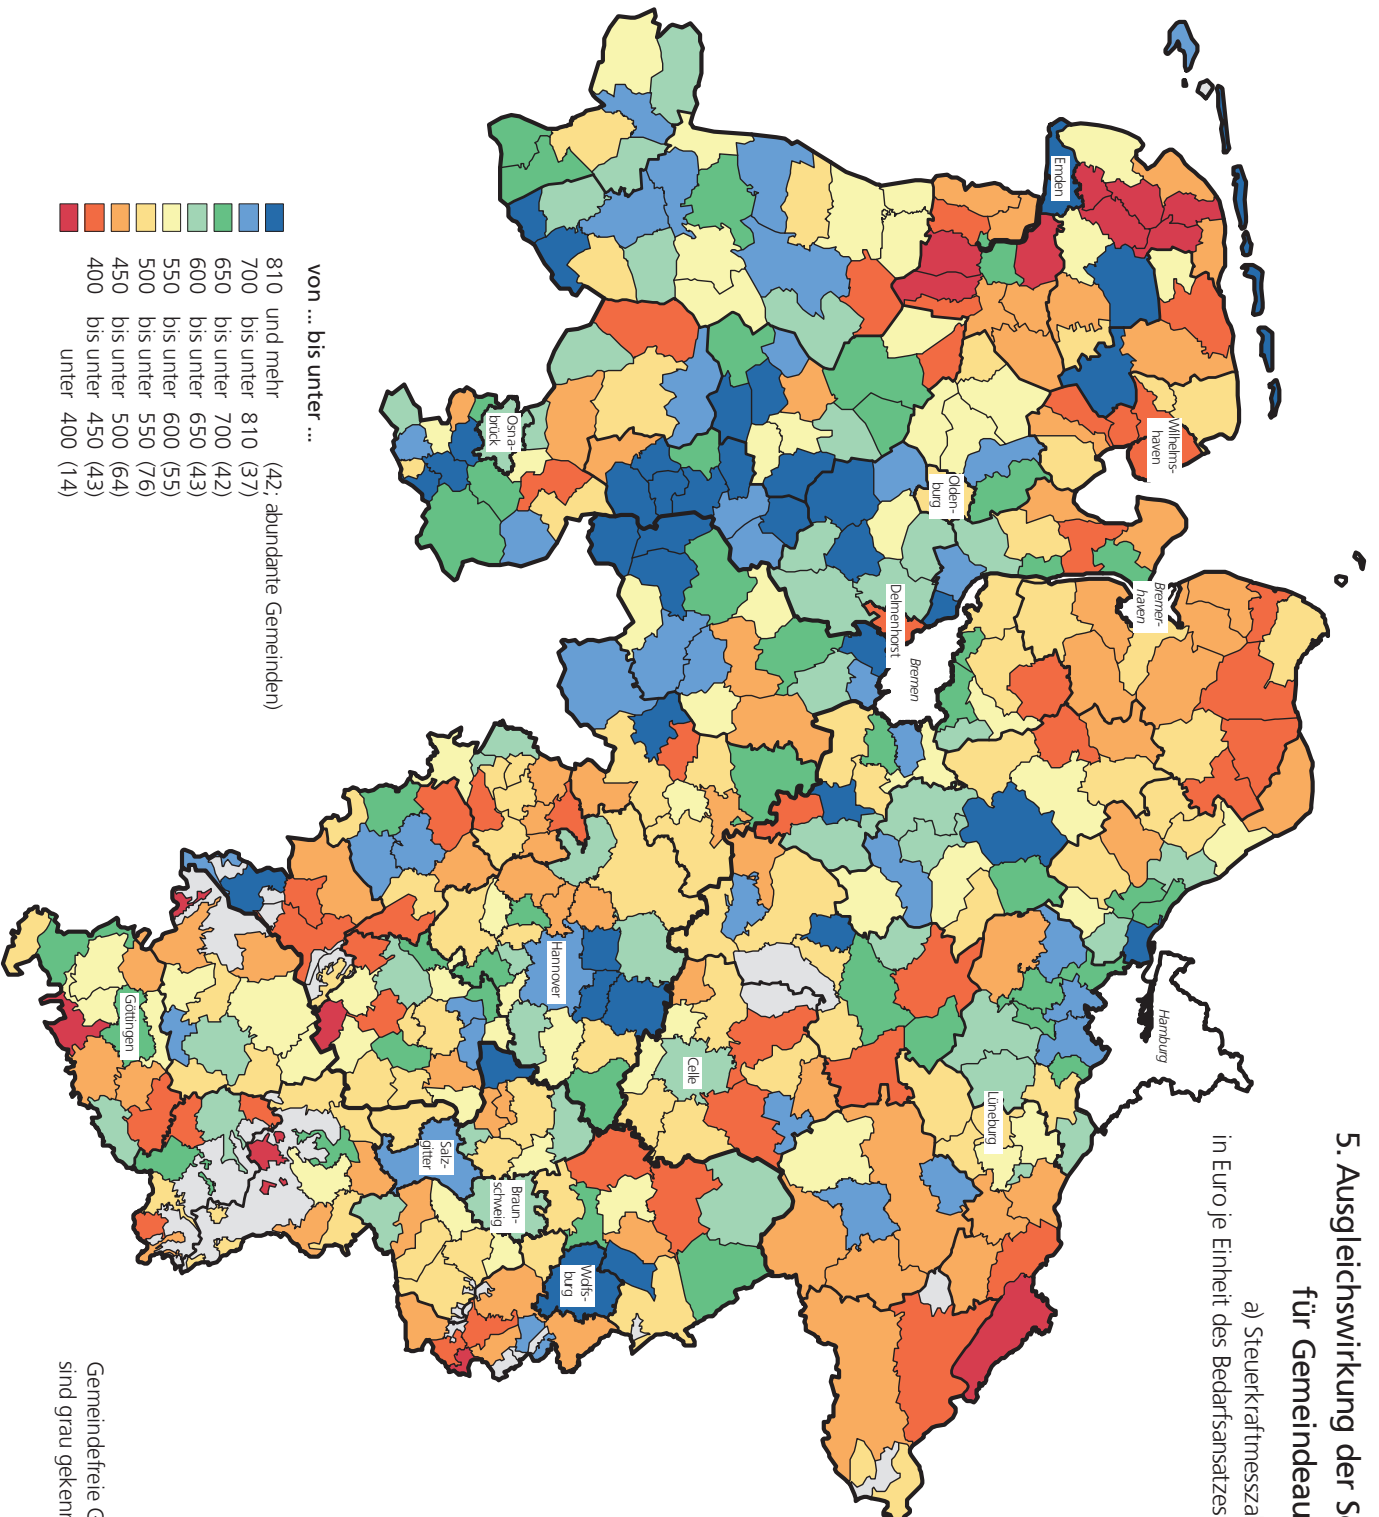 5. Ausgleichswirkung der
für
a) 
in Euro je Einheit des Bedarfsansatzes
Emden
Wilhelms-
haven
Olden-
burg
Bremer-
haven
Delmenhorst
Bremen
Osna-
brück
Hamburg
Lüneburg
Celle
Hannover
Wolfs-
burg
Braun-
schweig
Salz-
gitter
Göttingen
von ... bis unter ...
810 und mehr (42; abundante Gemeinden)
700 bis unter 810 (37)
650 bis unter 700 (42)
600 bis unter 650 (43)
550 bis unter 600 (55)
500 bis unter 550 (76)
450 bis unter 500 (64)
400 bis unter 450 (43)
unter 400 (14)
Gemeindefreie
sind grau